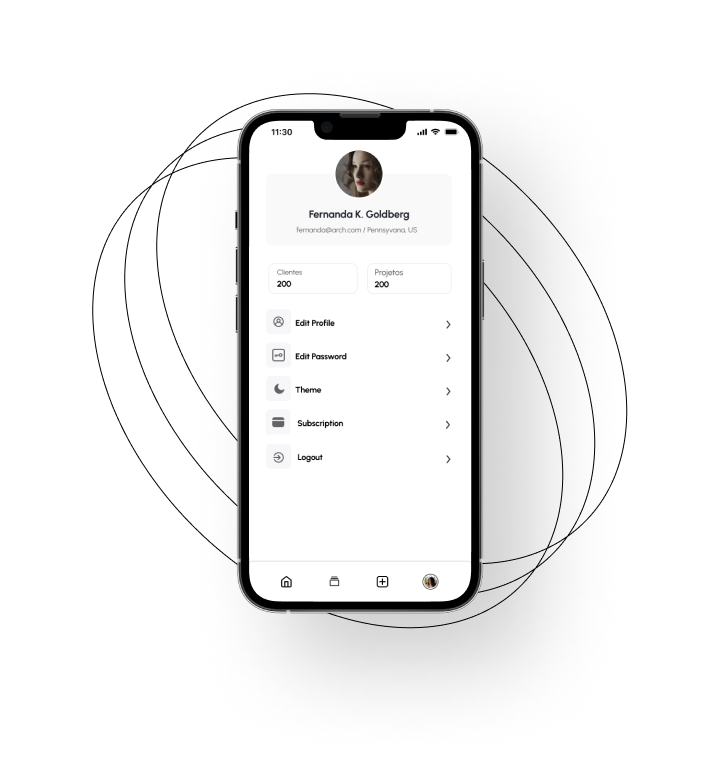 11:30
Fernanda K. Goldberg
fernanda@arch.com / Pennsyvana, US
Clientes
200
Projetos
200
Edit Profile
Edit Password
Theme
Subscription
Logout